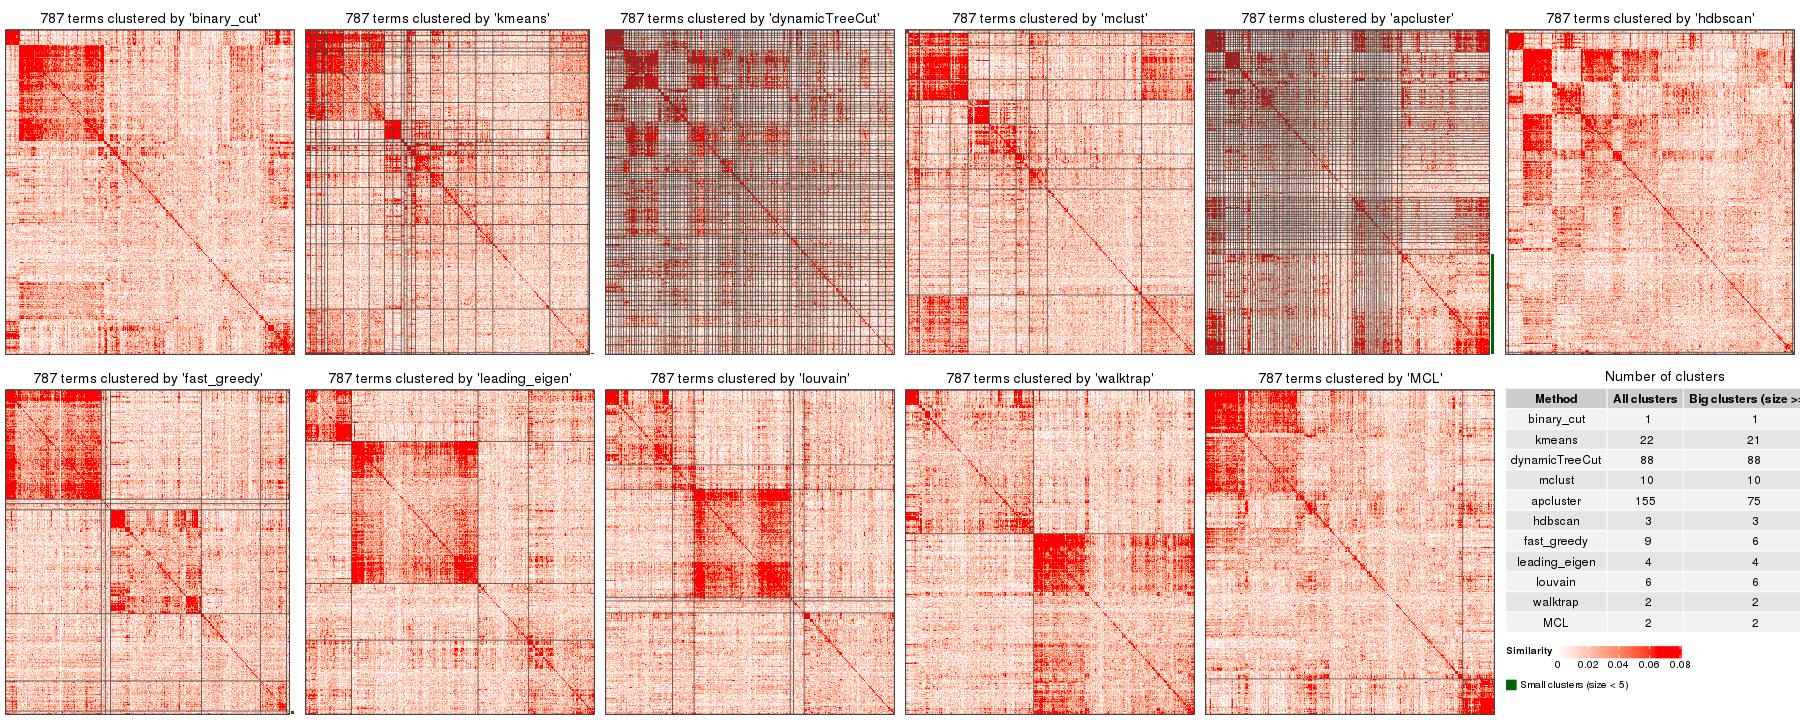 787 terms clustered by 'binary_cut'
787 terms clustered by 'kmeans'
787 terms clustered by 'dynamicTreeCut'
787 terms clustered by 'mclust'
787 terms clustered by 'apcluster'
787 terms clustered by 'hdbscan'
787 terms clustered by 'fast_greedy'
787 terms clustered by 'leading_eigen'
787 terms clustered by 'louvain'
787 terms clustered by 'walktrap'
787 terms clustered by 'MCL'
Number of clusters
Method All clusters Big clusters (size >=
binary_cut 1 1
kmeans 22 21
dynamicTreeCut 88 88
mclust 10 10
apcluster 155 75
hdbscan 3 3
fast_greedy 9 6
leading_eigen 4 4
louvain 6 6
walktrap 2 2
MCL 2 2
Similarity
0 0.02 0.04 0.06 0.08
Small clusters (size < 5)